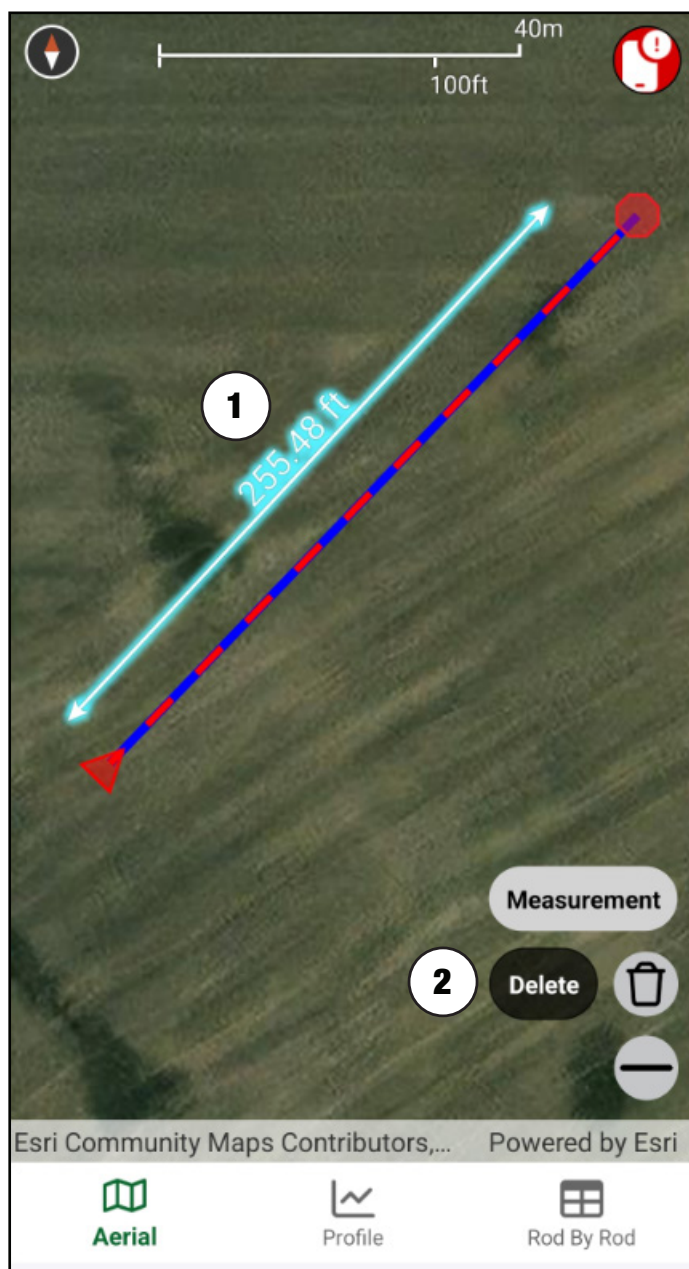 40m
100ft
!
1
255.48 ft
Measurement
2
Delete
Esri Community Maps Contributors,...
Powered by Esri
Aerial
Profile
Rod By Rod